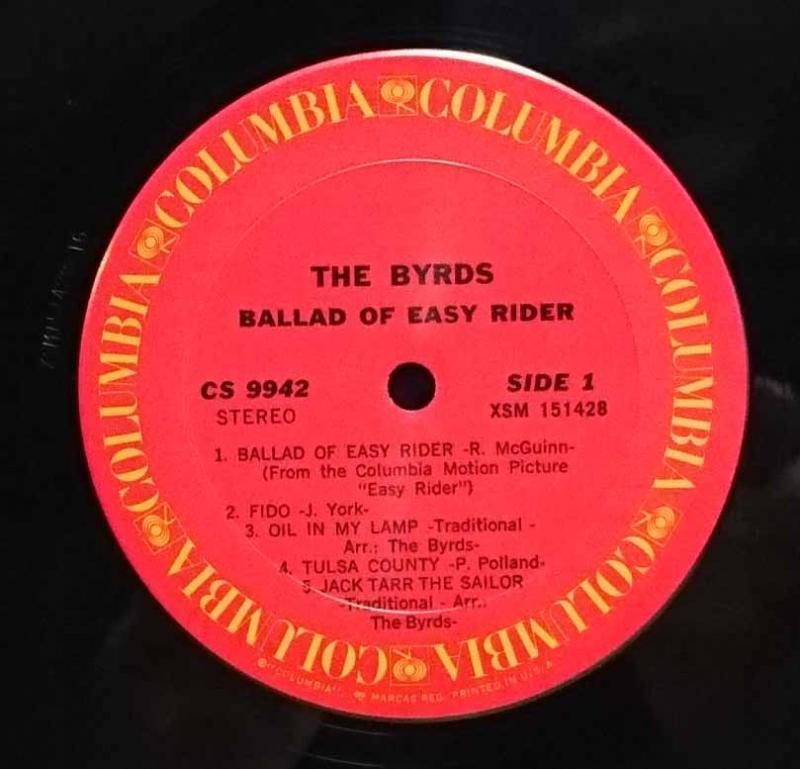 COLUMBIA COLUMBIA COLUMBIA COLUMBIA COLUMBIA COLUMBIA COLUMBIA
THE BYRDS
BALLAD OF EASY RIDER
CS 9942
SIDE 1
STEREO
XSM 151428
1. BALLAD OF EASY RIDER -R. McGuinn-
(From the Columbia Motion Picture
"Easy Rider")
2. FIDO -J. York-
3. OIL IN MY LAMP -Traditional -
Arr.: The Byrds-
4. TULSA COUNTY -P. Polland-
5. JACK TARR THE SAILOR
-Traditional - Arr.:
The Byrds-
"COLUMBIA", MARCAS REG. PRINTED IN U.S.A.